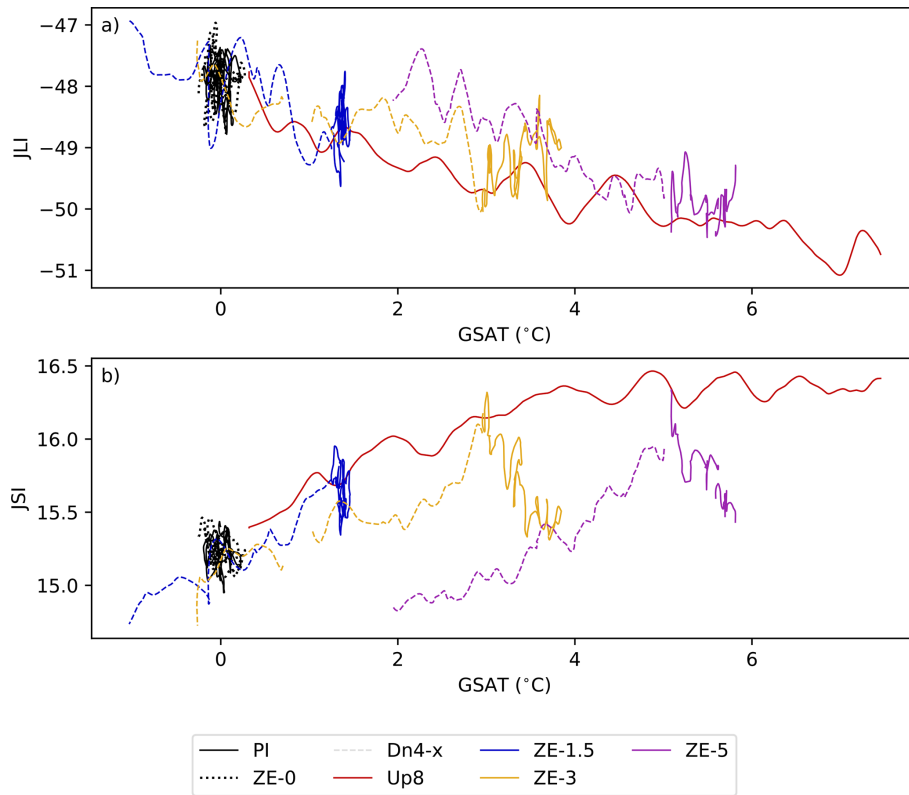 a)
−47
−48
−49
−50
−51
JLI
0 2 4 6
GSAT (°C)
b)
16.5
16.0
15.5
15.0
JSI
0 2 4 6
GSAT (°C)
PI Dn4-x ZE-1.5 ZE-5
ZE-0 Up8 ZE-3